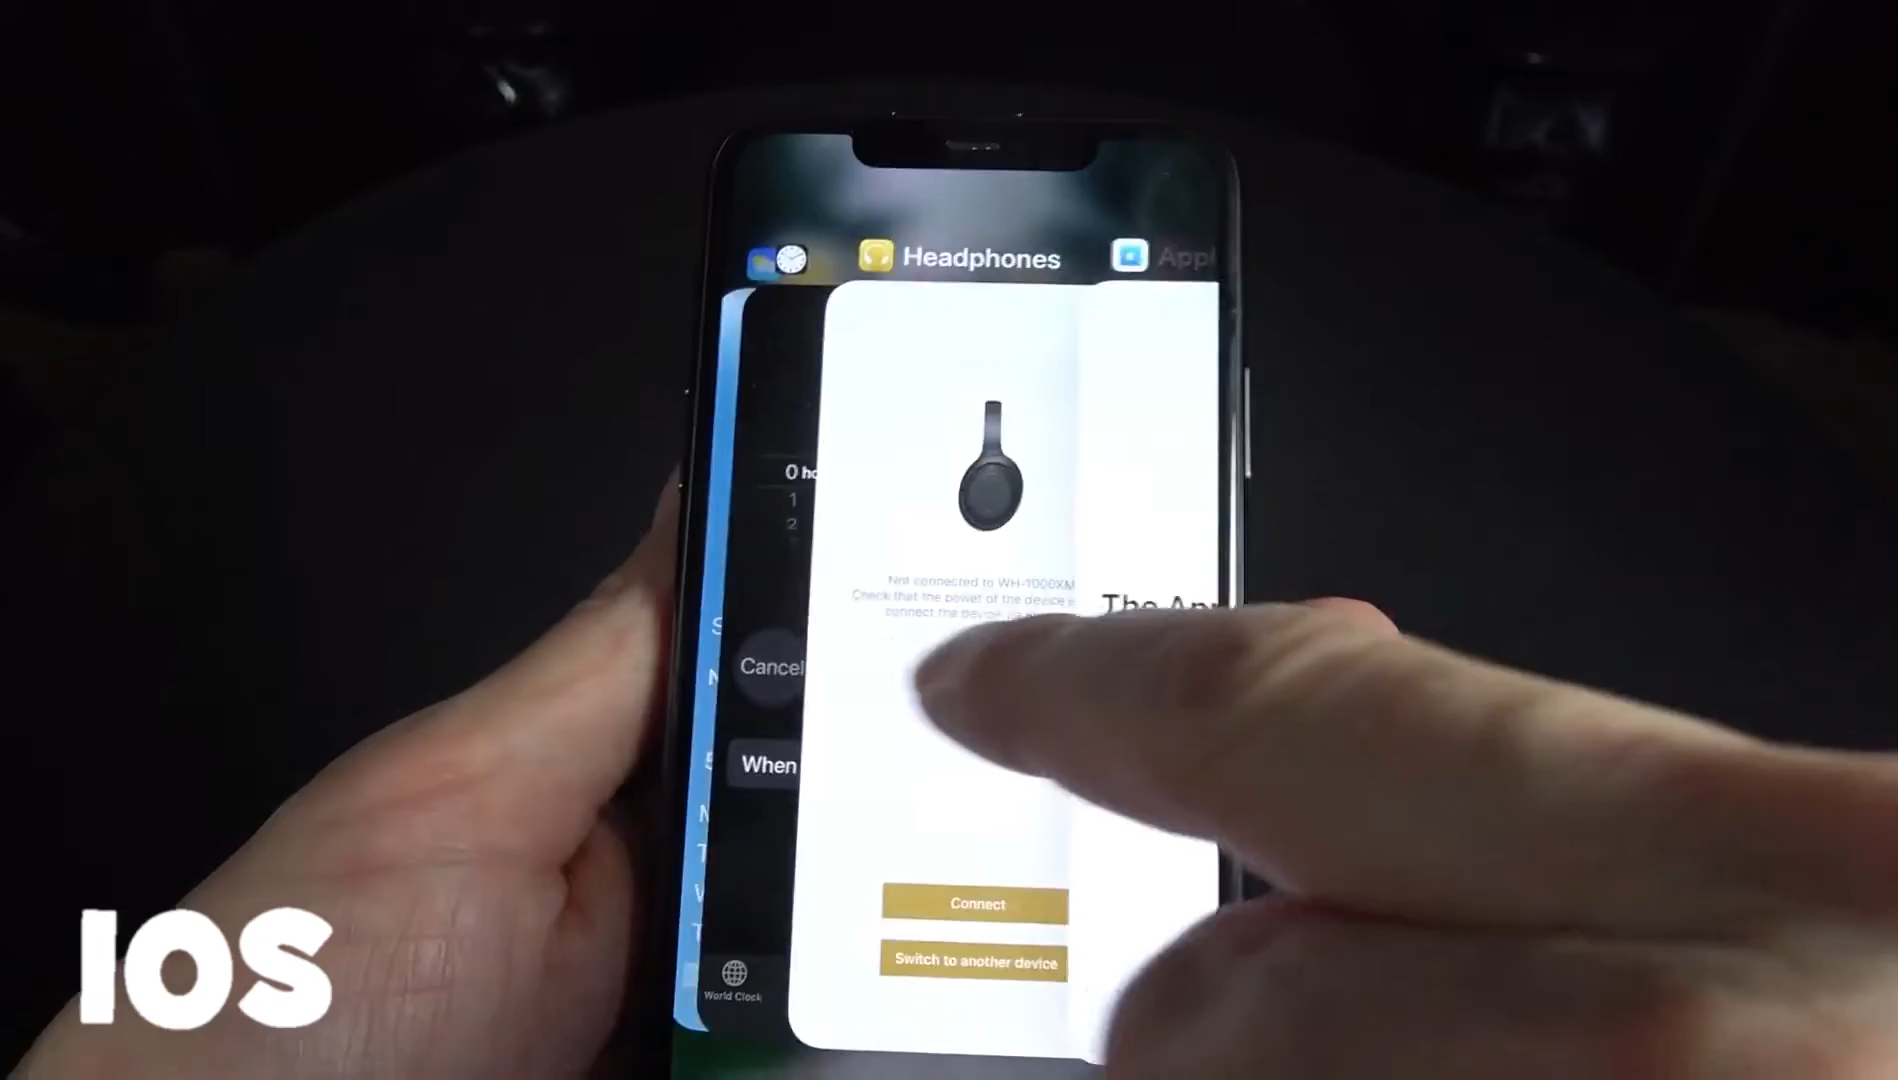 Headphones
Appl
0 ho
1
2
Not connected to WH-1000XM
Check that the power of the device
connect the device
The App
Cancel
When
Connect
Switch to another device
World Clock
IOS